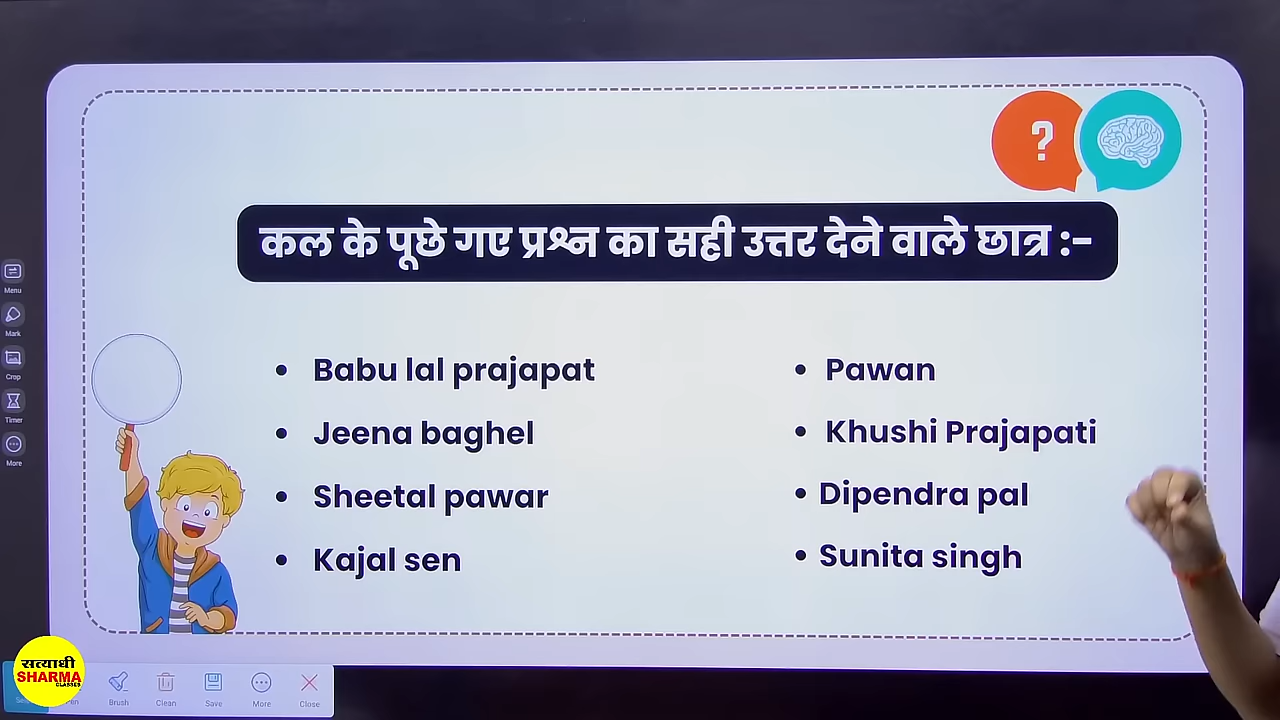 ?
कल के पूछे गए प्रश्न का सही उत्तर देने वाले छात्र :-
• Babu lal prajapat
• Jeena baghel
• Sheetal pawar
• Kajal sen
• Pawan
• Khushi Prajapati
• Dipendra pal
• Sunita singh
Menu
Mark
Crop
Timer
More
सत्यार्थी
SHARMA
CLASSES
Brush
Clean
Save
More
Close